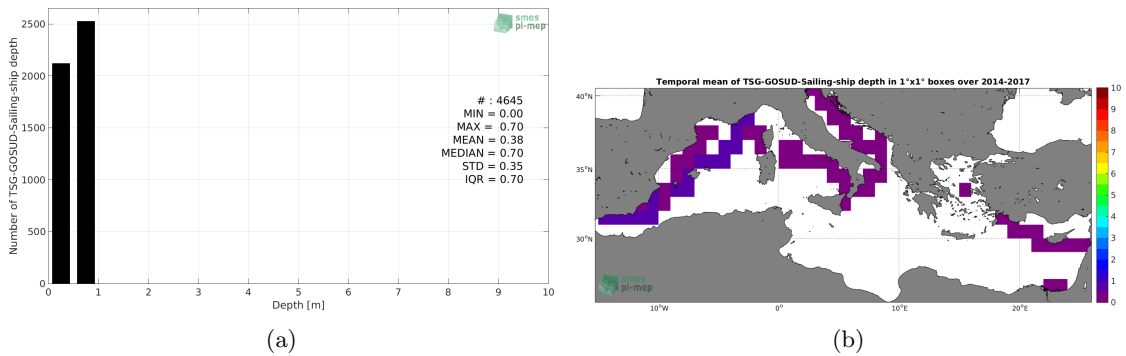 Number of TSG-GOSUD-Sailing-ship depth
2500
2000
1500
1000
500
0
0 1 2 3 4 5 6 7 8 9 10
Depth [m]
smos
pi-mep
# : 4645
MIN = 0.00
MAX = 0.70
MEAN = 0.38
MEDIAN = 0.70
STD = 0.35
IQR = 0.70
(a)
Temporal mean of TSG-GOSUD-Sailing-ship depth in 1°x1° boxes over 2014-2017
40°N
35°N
30°N
10°W 0° 10°E 20°E
smos
pi-mep
10
9
8
7
6
5
4
3
2
1
0
(b)